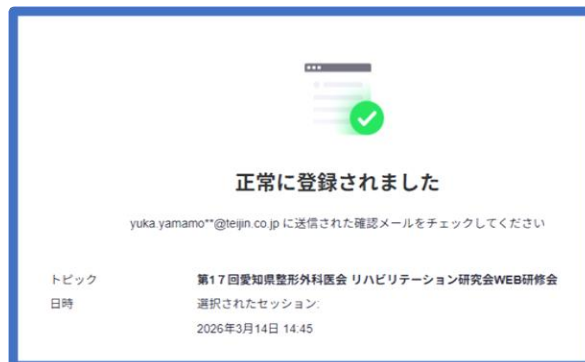 正常に登録されました
yuka.yamamo**@teijin.co.jp に送信された確認メールをチェックしてください
トピック 第17回愛知県整形外科医会 リハビリテーション研究会WEB研修会
日時 選択されたセッション:
2026年3月14日 14:45